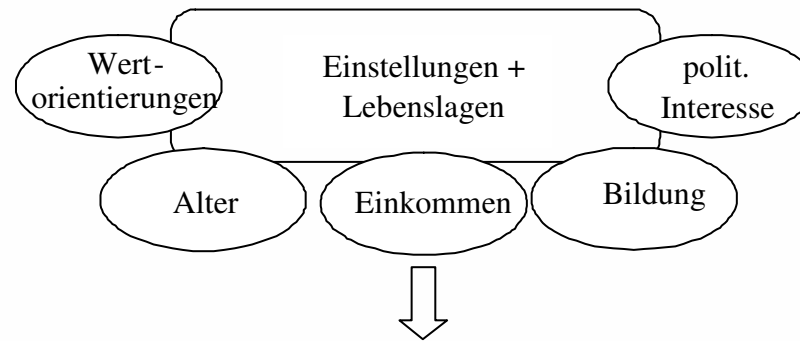 Wert-
orientierungen
Einstellungen +
Lebenslagen
polit.
Interesse
Alter
Einkommen
Bildung